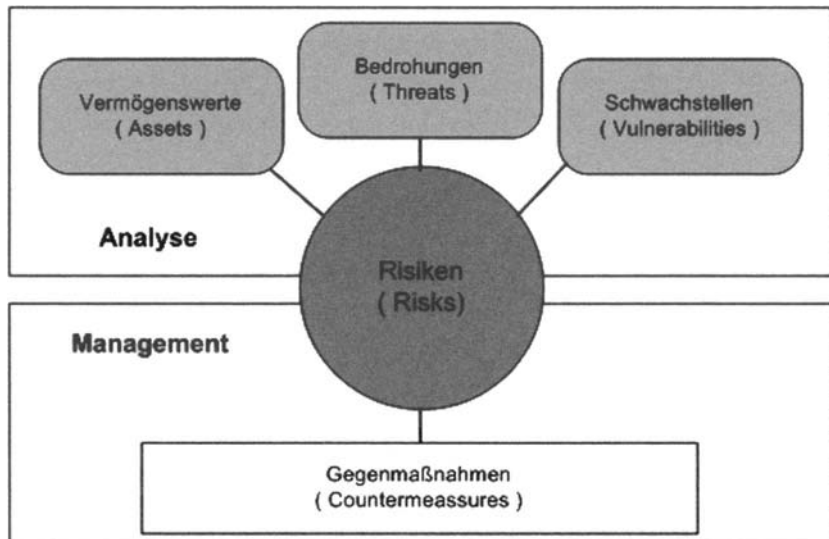 Bedrohungen
( Threats )
Vermögenswerte
( Assets )
Schwachstellen
( Vulnerabilities )
Analyse
Risiken
( Risks)
Management
Gegenmaßnahmen
( Countermeassures )